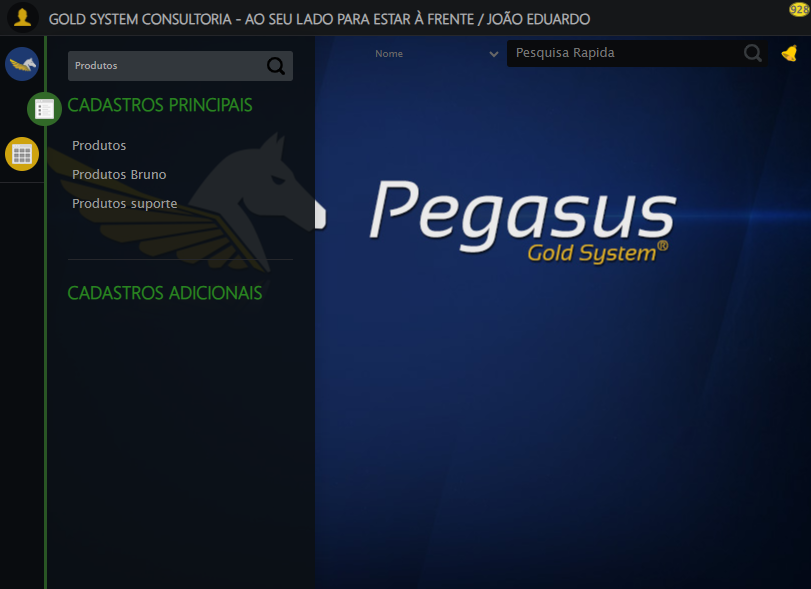 GOLD SYSTEM CONSULTORIA - AO SEU LADO PARA ESTAR À FRENTE / JOÃO EDUARDO
928
Produtos
Nome
Pesquisa Rapida
CADASTROS PRINCIPAIS
Produtos
Produtos Bruno
Produtos suporte
Pegasus
Gold System®
CADASTROS ADICIONAIS